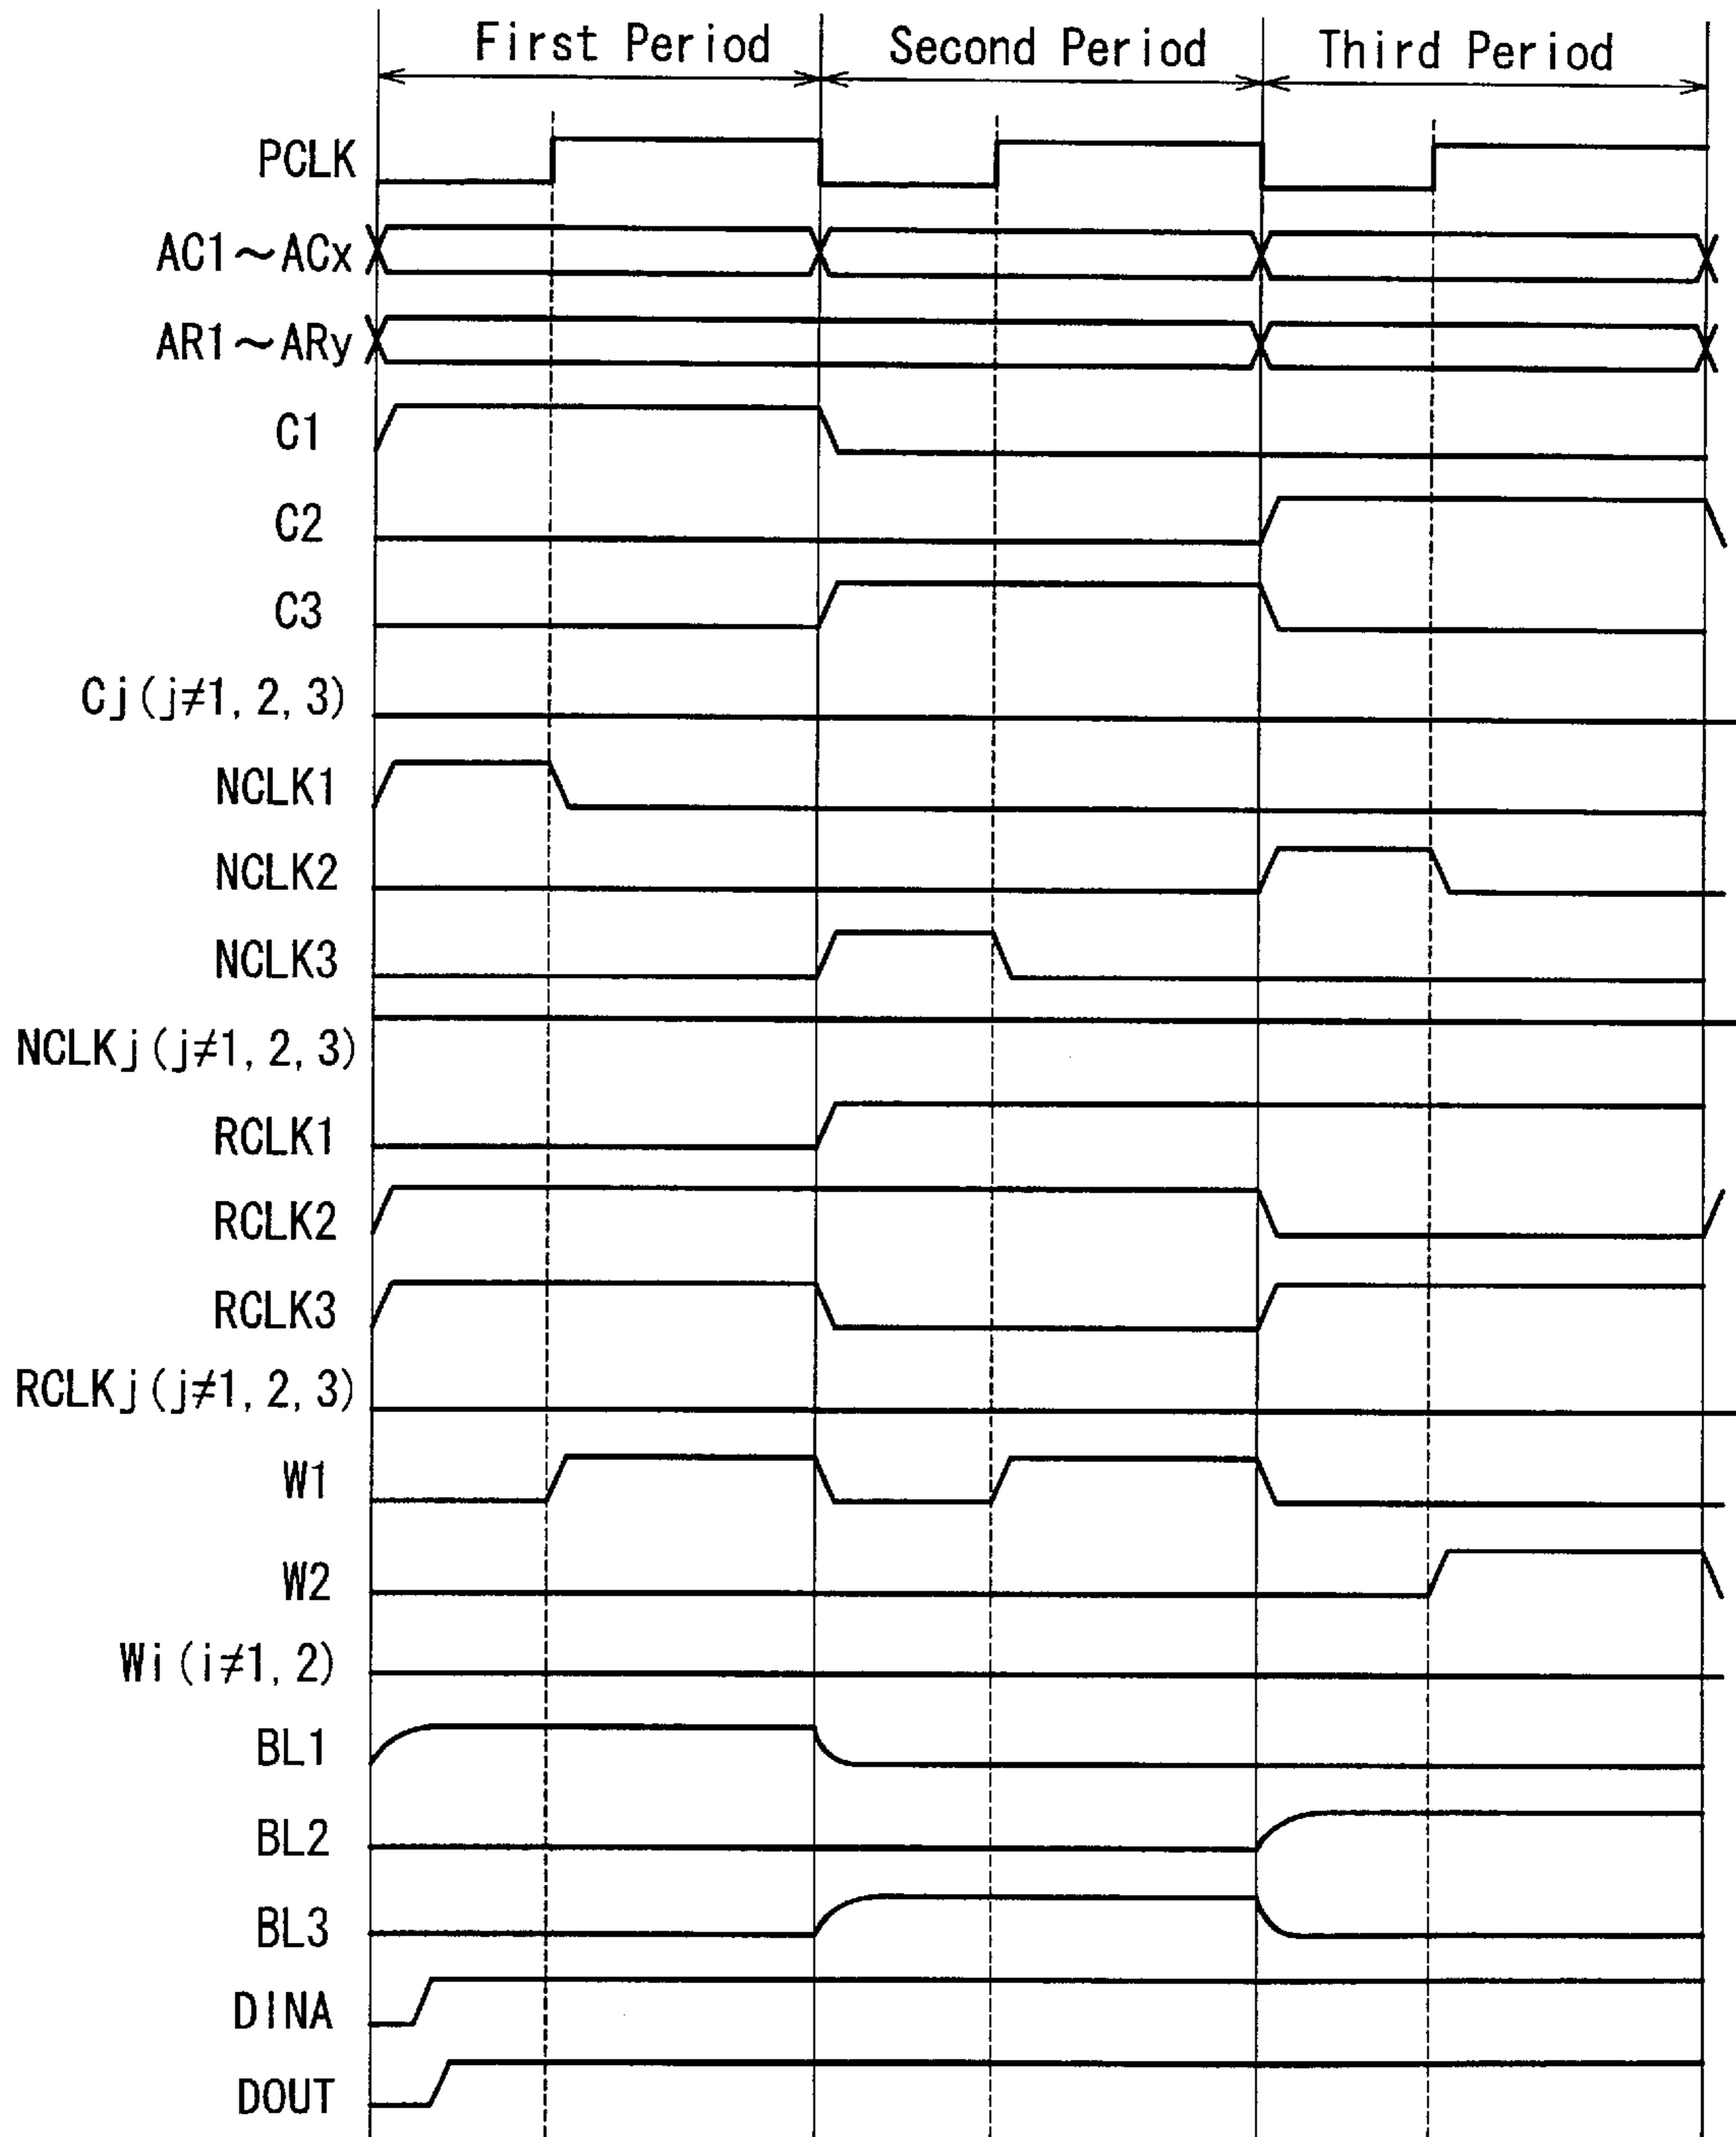 First Period Second Period Third Period
PCLK
AC1～ACx
AR1～ARy
C1
C2
C3
Cj(j≠1, 2, 3)
NCLK1
NCLK2
NCLK3
NCLKj(j≠1, 2, 3)
RCLK1
RCLK2
RCLK3
RCLKj(j≠1, 2, 3)
W1
W2
Wi(i≠1, 2)
BL1
BL2
BL3
DINA
DOUT